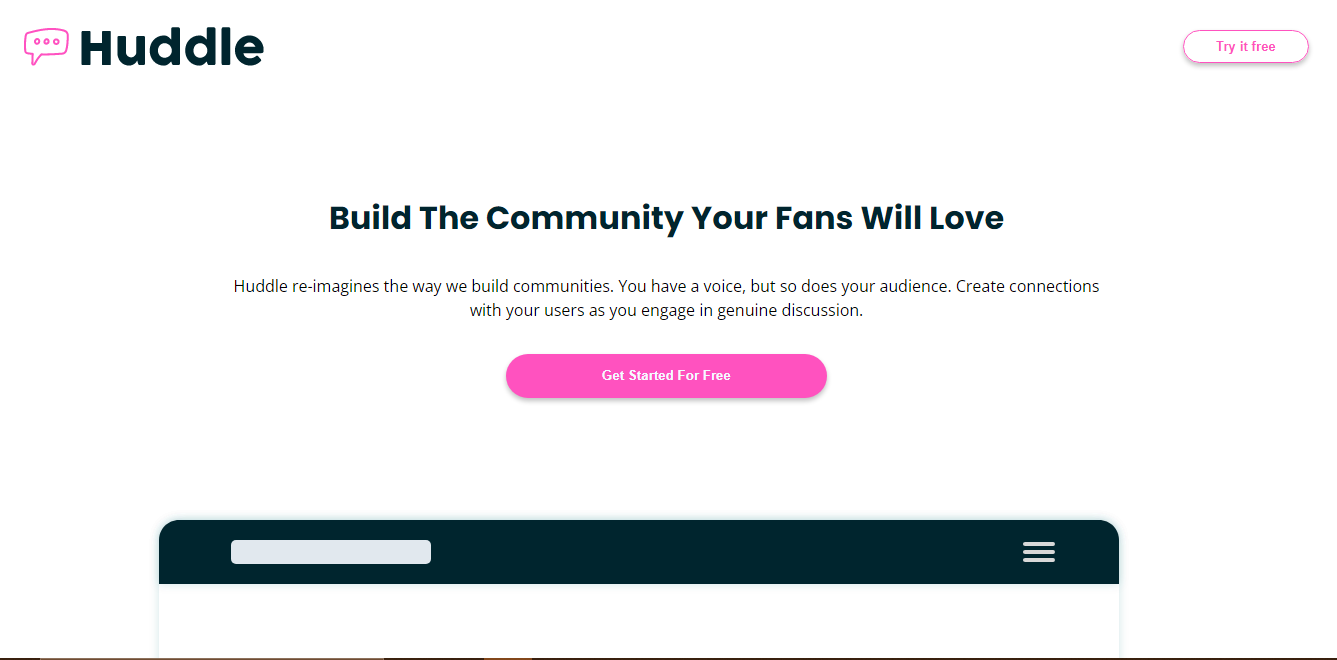 Huddle
Try it free
Build The Community Your Fans Will Love
Huddle re-imagines the way we build communities. You have a voice, but so does your audience. Create connections
with your users as you engage in genuine discussion.
Get Started For Free